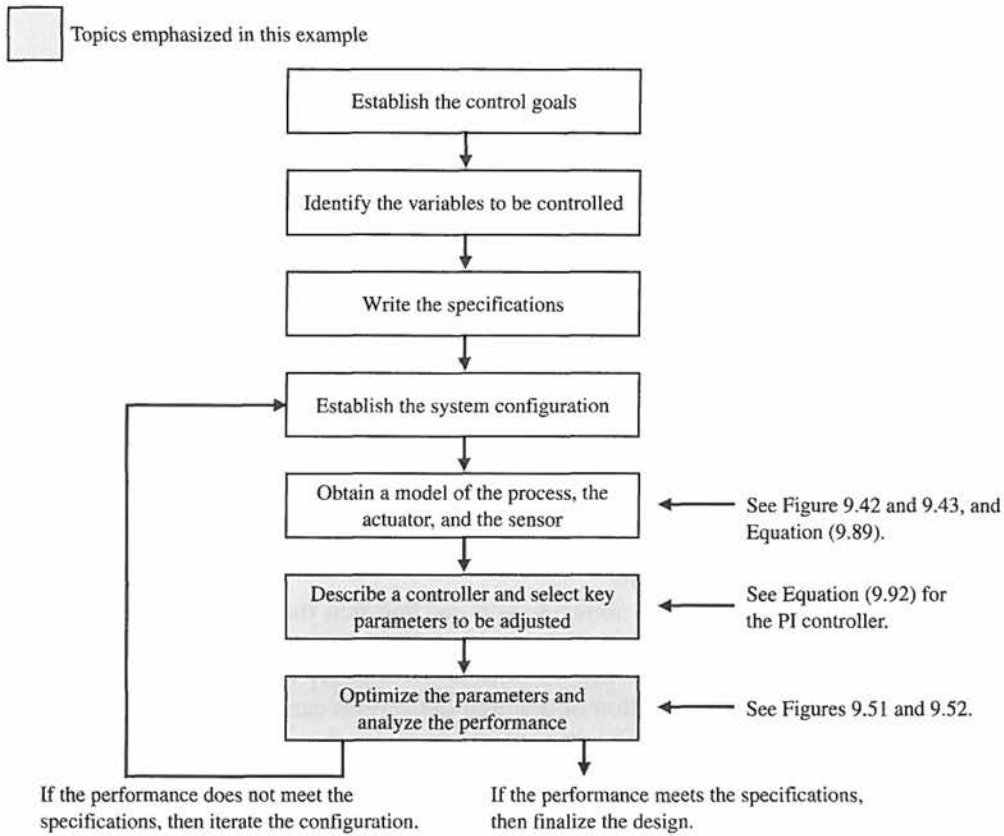 Topics emphasized in this example
Establish the control goals
Identify the variables to be controlled
Write the specifications
Establish the system configuration
Obtain a model of the process, the
actuator, and the sensor
See Figure 9.42 and 9.43, and
Equation (9.89).
Describe a controller and select key
parameters to be adjusted
See Equation (9.92) for
the PI controller.
Optimize the parameters and
analyze the performance
See Figures 9.51 and 9.52.
If the performance does not meet the
specifications, then iterate the configuration.
If the performance meets the specifications,
then finalize the design.